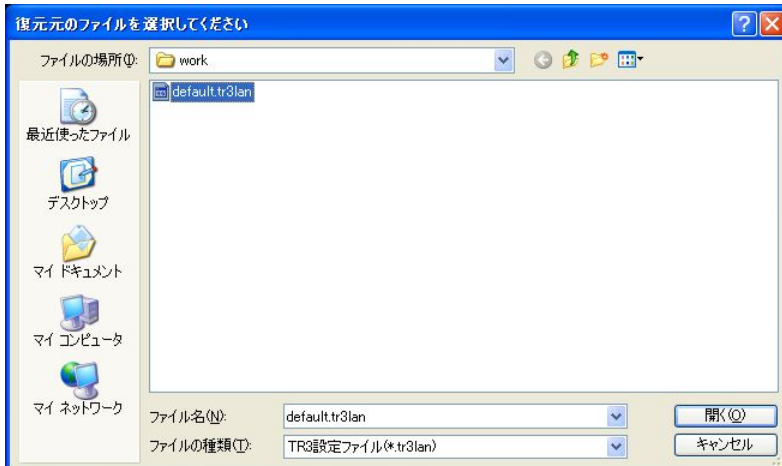 復元元のファイルを選択してください
ファイルの場所(I):
work
default.tr3lan
最近使ったファイル
デスクトップ
マイ ドキュメント
マイ コンピュータ
マイ ネットワーク
ファイル名(N):
default.tr3lan
開く(O)
ファイルの種類(T):
TR3設定ファイル(*.tr3lan)
キャンセル